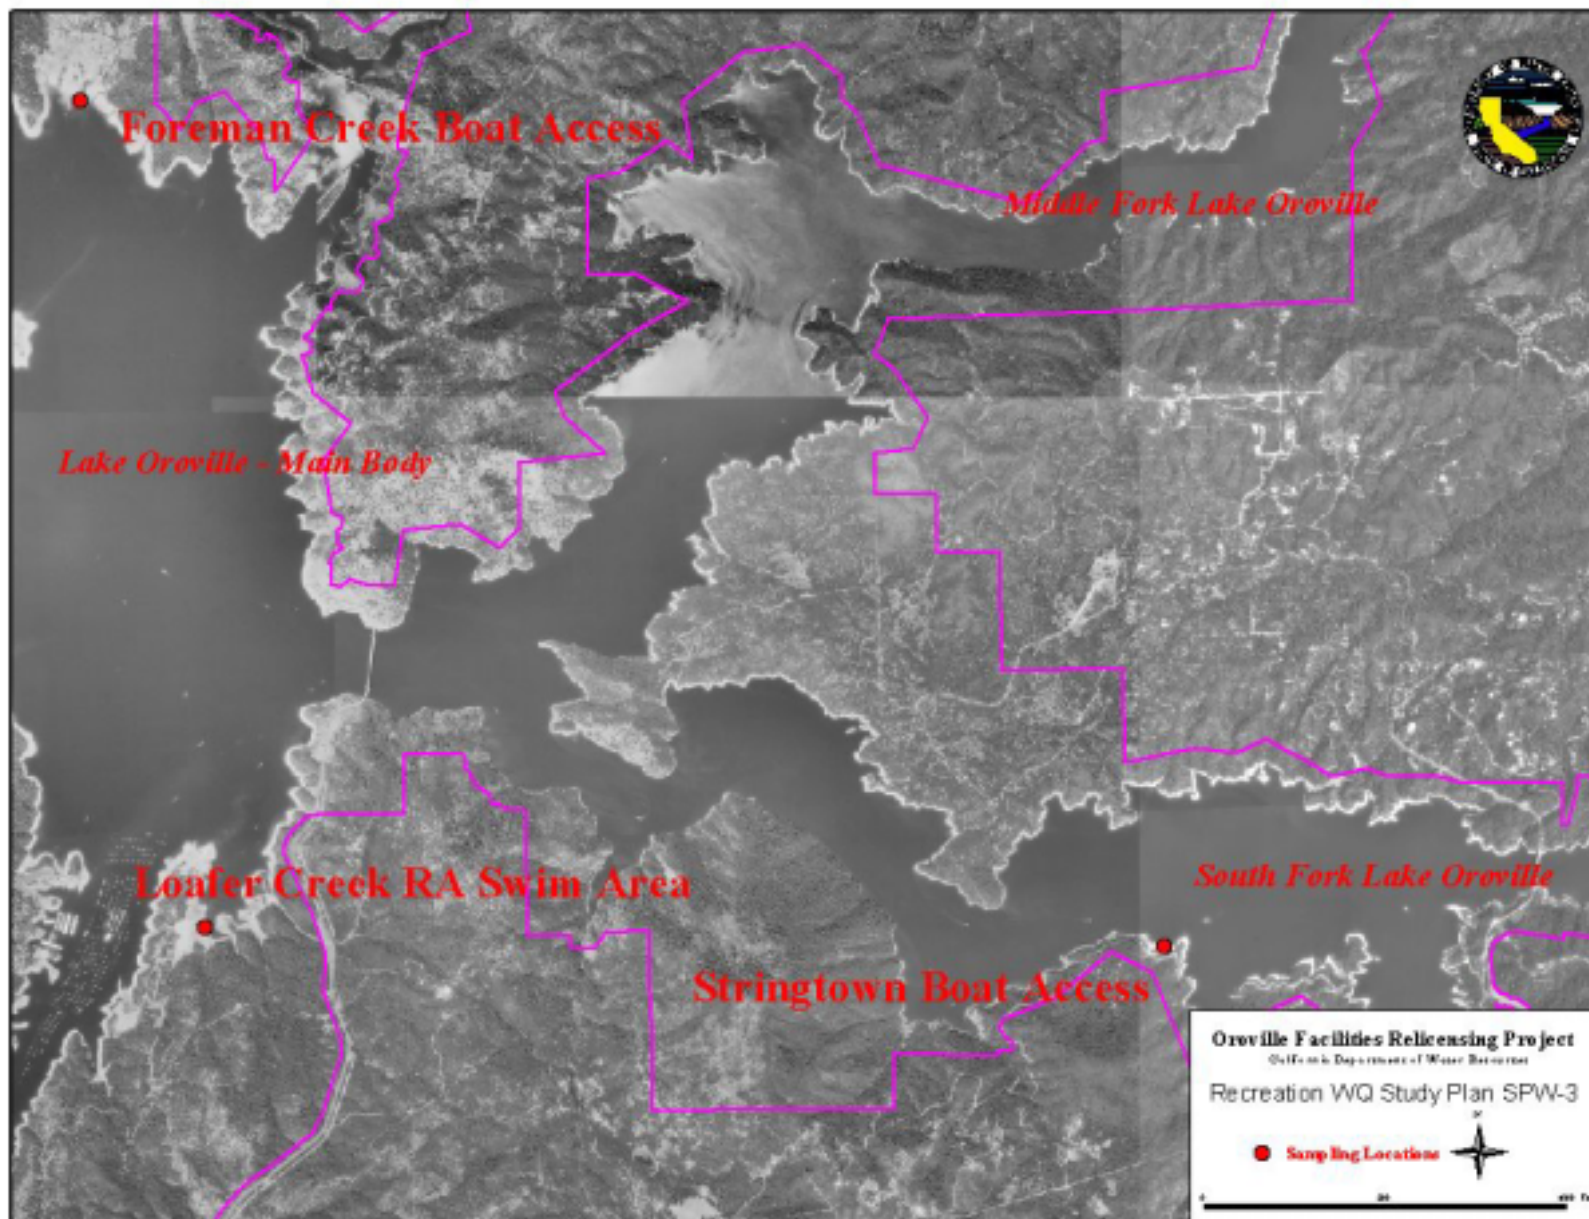 Foreman Creek Boat Access
Middle Fork Lake Oroville
Lake Oroville - Main Body
Loafer Creek RA Swim Area
South Fork Lake Oroville
Stringtown Boat Access
Oroville Facilities Relicensing Project
California Department of Water Resources
Recreation WQ Study Plan SPW-3
Sampling Locations